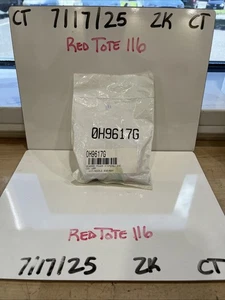 CT 7/17/25 2K CT
RED TOTE 116
0H9617G
0H9617G
RED TOTE 116
7/17/25 2K CT